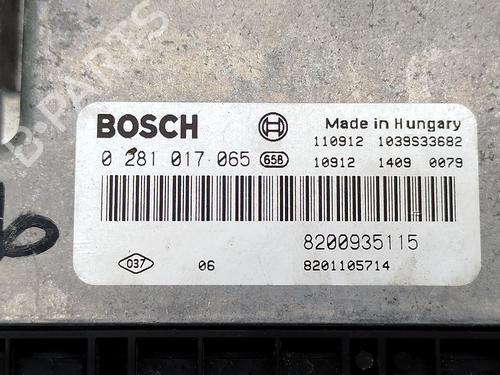 B-PARTS
BOSCH
Made in Hungary
110912 1039S33682
0 281 017 065 658
10912 1409 0079
8200935115
037 06 8201105714